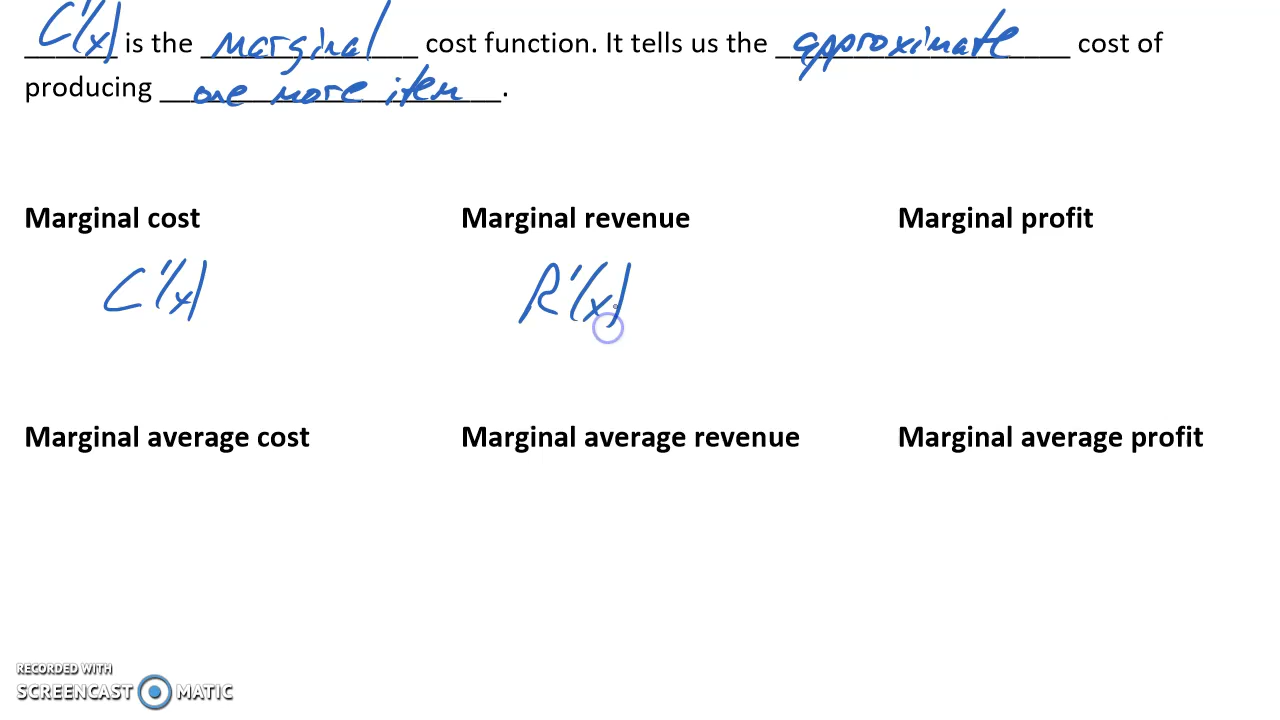 C'(x) is the marginal cost function. It tells us the approximate cost of
producing one more item.
Marginal cost Marginal revenue Marginal profit
C'(x) R'(x)
Marginal average cost Marginal average revenue Marginal average profit
RECORDED WITH
SCREENCAST MATIC